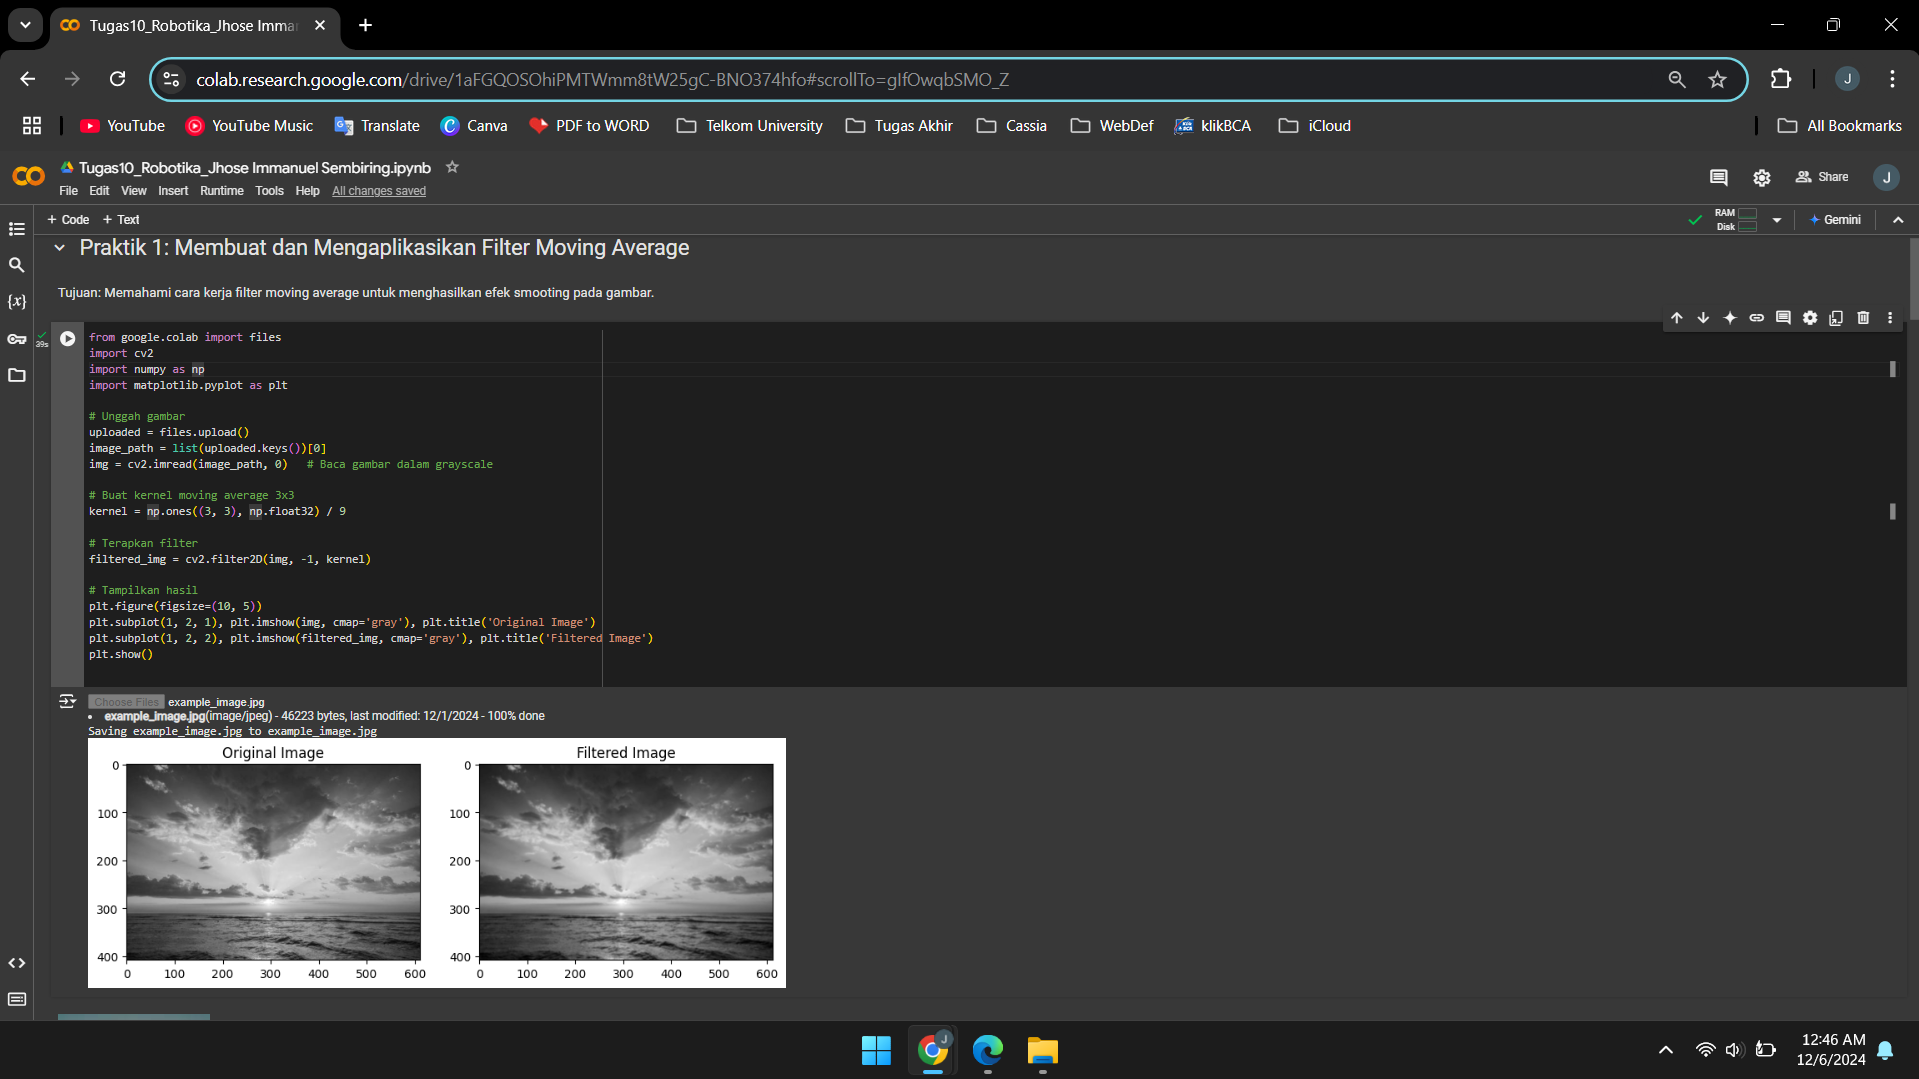 Tugas10_Robotika_Jhose Imma
colab.research.google.com/drive/1aFGQOSOhiPMTWmm8tW25gC-BNO374hfo#scrollTo=gIfOwqbSMO_Z
J
YouTube YouTube Music Translate Canva PDF to WORD Telkom University Tugas Akhir Cassia WebDef klikBCA iCloud All Bookmarks
Tugas10_Robotika_Jhose Immanuel Sembiring.ipynb
File Edit View Insert Runtime Tools Help All changes saved
Share
J
+ Code + Text
RAM
Disk
Gemini
Praktik 1: Membuat dan Mengaplikasikan Filter Moving Average
Tujuan: Memahami cara kerja filter moving average untuk menghasilkan efek smooting pada gambar.
39s
from google.colab import files
import cv2
import numpy as np
import matplotlib.pyplot as plt
# Unggah gambar
uploaded = files.upload()
image_path = list(uploaded.keys())[0]
img = cv2.imread(image_path, 0)   # Baca gambar dalam grayscale
# Buat kernel moving average 3x3
kernel = np.ones((3, 3), np.float32) / 9
# Terapkan filter
filtered_img = cv2.filter2D(img, -1, kernel)
# Tampilkan hasil
plt.figure(figsize=(10, 5))
plt.subplot(1, 2, 1), plt.imshow(img, cmap='gray'), plt.title('Original Image')
plt.subplot(1, 2, 2), plt.imshow(filtered_img, cmap='gray'), plt.title('Filtered Image')
plt.show()
Choose Files example_image.jpg
example_image.jpg(image/jpeg) - 46223 bytes, last modified: 12/1/2024 - 100% done
Saving example_image.jpg to example_image.jpg
Original Image Filtered Image
0 0
100 100
200 200
300 300
400 400
0 100 200 300 400 500 600 0 100 200 300 400 500 600
12:46 AM
12/6/2024